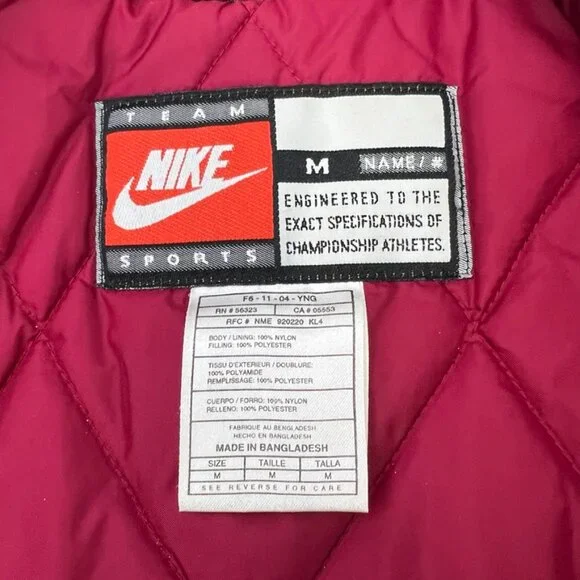 TEAM
NIKE
SPORTS
M NAME / #
ENGINEERED TO THE
EXACT SPECIFICATIONS OF
CHAMPIONSHIP ATHLETES.
F6 - 11 - 04 - YNG
RN # 56323 CA # 05553
RFC # NME 920220 KL4
BODY / LINING: 100% NYLON
FILLING: 100% POLYESTER
TISSU D'EXTERIEUR / DOUBLURE:
100% POLYAMIDE
REMPLISSAGE: 100% POLYESTER
CUERPO / FORRO: 100% NYLON
RELLENO: 100% POLYESTER
FABRIQUE AU BENGLADESH
HECHO EN BANGLADESH
MADE IN BANGLADESH
SIZE TAILLE TALLA
M M M
SEE REVERSE FOR CARE